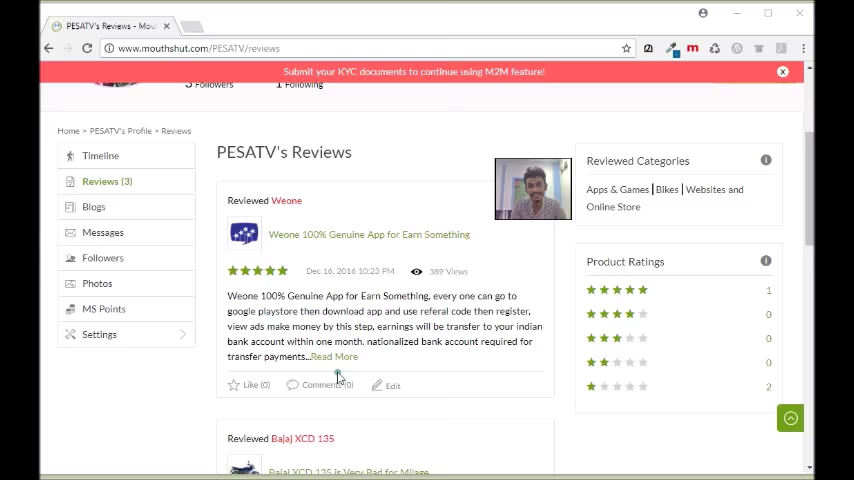 PESATV's Reviews - Mou
www.mouthshut.com/PESATV/reviews
Submit your KYC documents to continue using M2M feature!
X
3 Followers
1 Following
Home > PESATV's Profile > Reviews
Timeline
Reviews (3)
Blogs
Messages
Followers
Photos
MS Points
Settings
PESATV's Reviews
Reviewed Weone
Weone 100% Genuine App for Earn Something
Dec 16, 2016 10:23 PM
389 Views
Weone 100% Genuine App for Earn Something, every one can go to
google playstore then download app and use referal code then register,
view ads make money by this step, earnings will be transfer to your indian
bank account within one month. nationalized bank account required for
transfer payments...Read More
Like (0)
Comments (0)
Edit
Reviewed Bajaj XCD 135
Bajaj XCD 135 is Very Bad for Milage
Reviewed Categories
Apps & Games | Bikes | Websites and
Online Store
Product Ratings
1
0
0
0
2